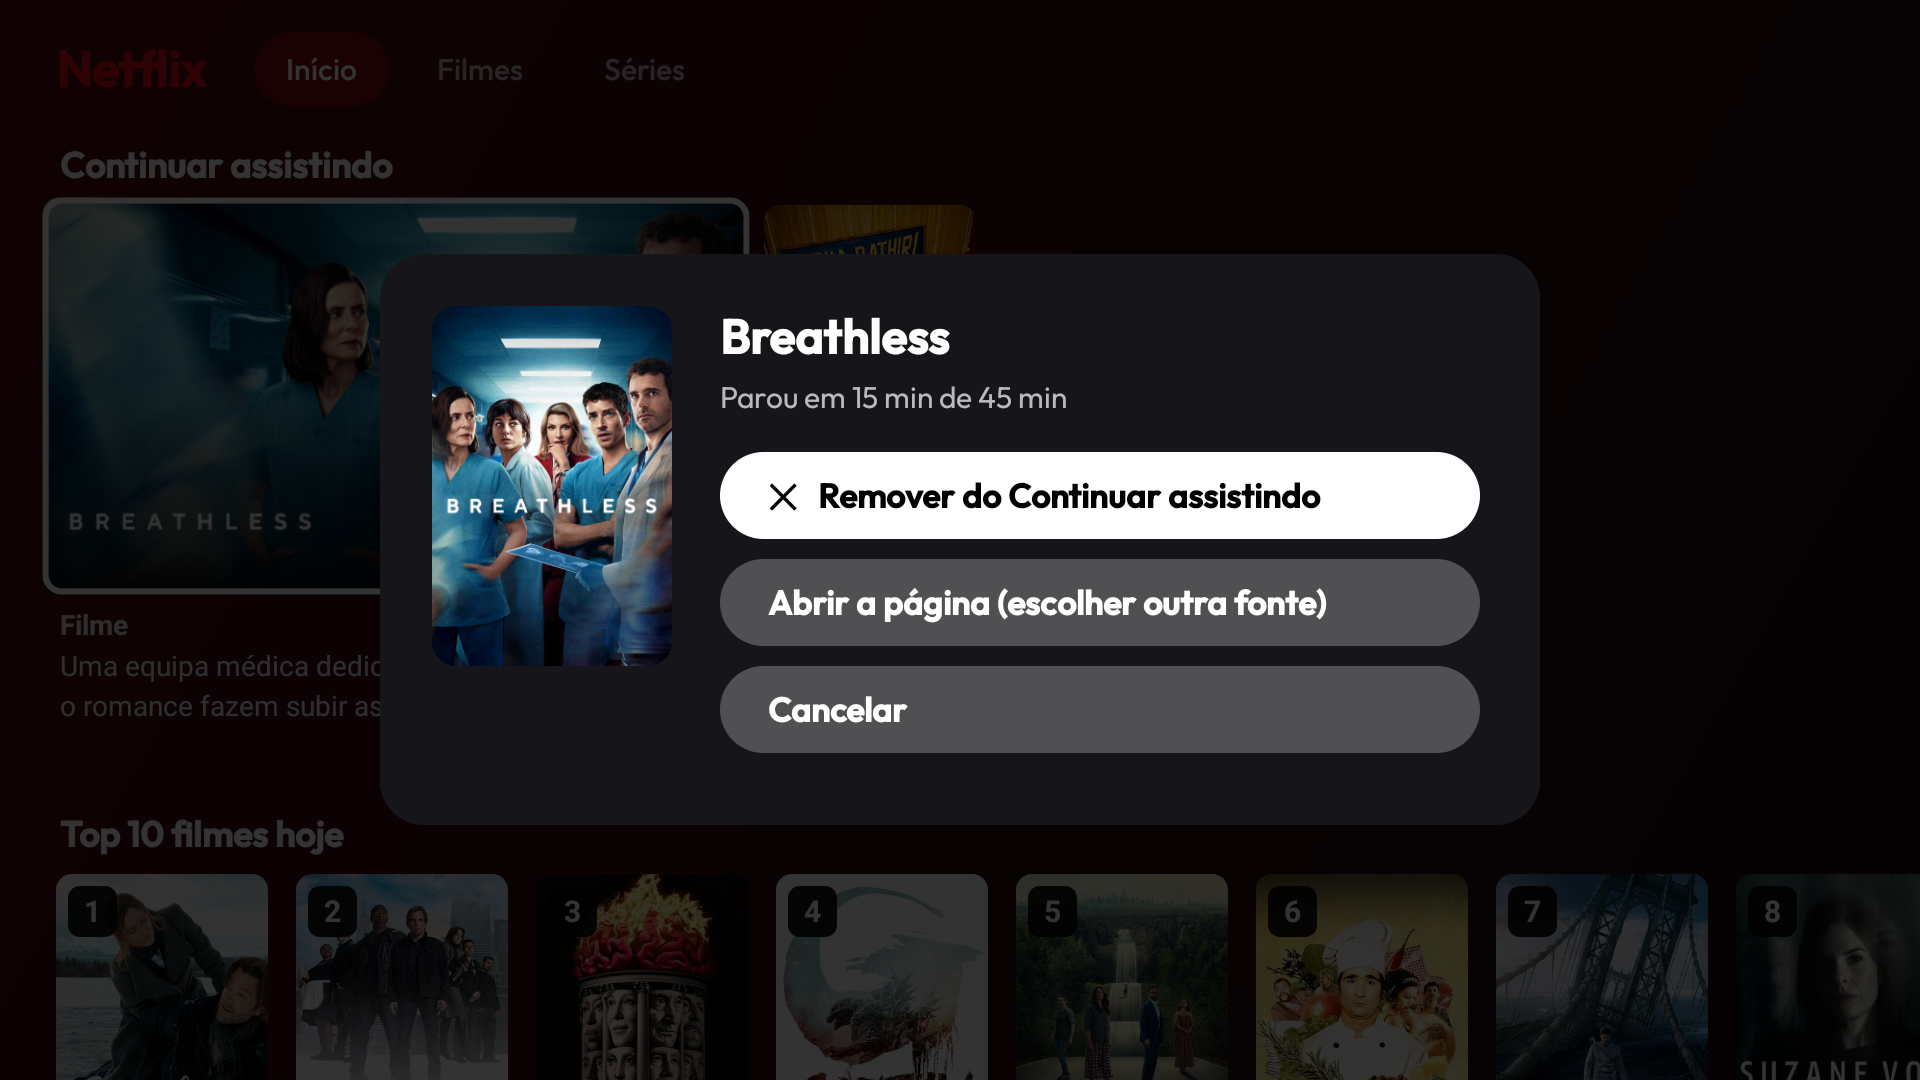 Netflix
Início
Filmes
Séries
Continuar assistindo
BREATHLESS
Filme
Uma equipa médica
o romance fazem subir as
BREATHLESS
Breathless
Parou em 15 min de 45 min
Remover do Continuar assistindo
Abrir a página (escolher outra fonte)
Cancelar
Top 10 filmes hoje
1
2
3
4
5
6
7
8
SUZANE